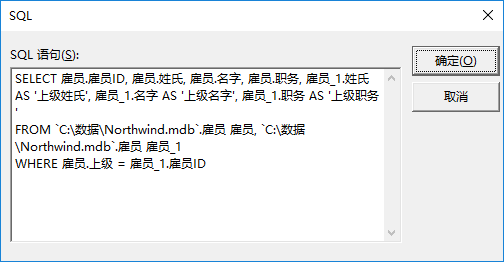 SQL
SQL 语句(S):
SELECT 雇员.雇员ID, 雇员.姓氏, 雇员.名字, 雇员.职务, 雇员_1.姓氏
AS '上级姓氏', 雇员_1.名字 AS '上级名字', 雇员_1.职务 AS '上级职务
'
FROM `C:\数据\Northwind.mdb`.雇员 雇员, `C:\数据
\Northwind.mdb`.雇员 雇员_1
WHERE 雇员.上级 = 雇员_1.雇员ID
确定(O)
取消